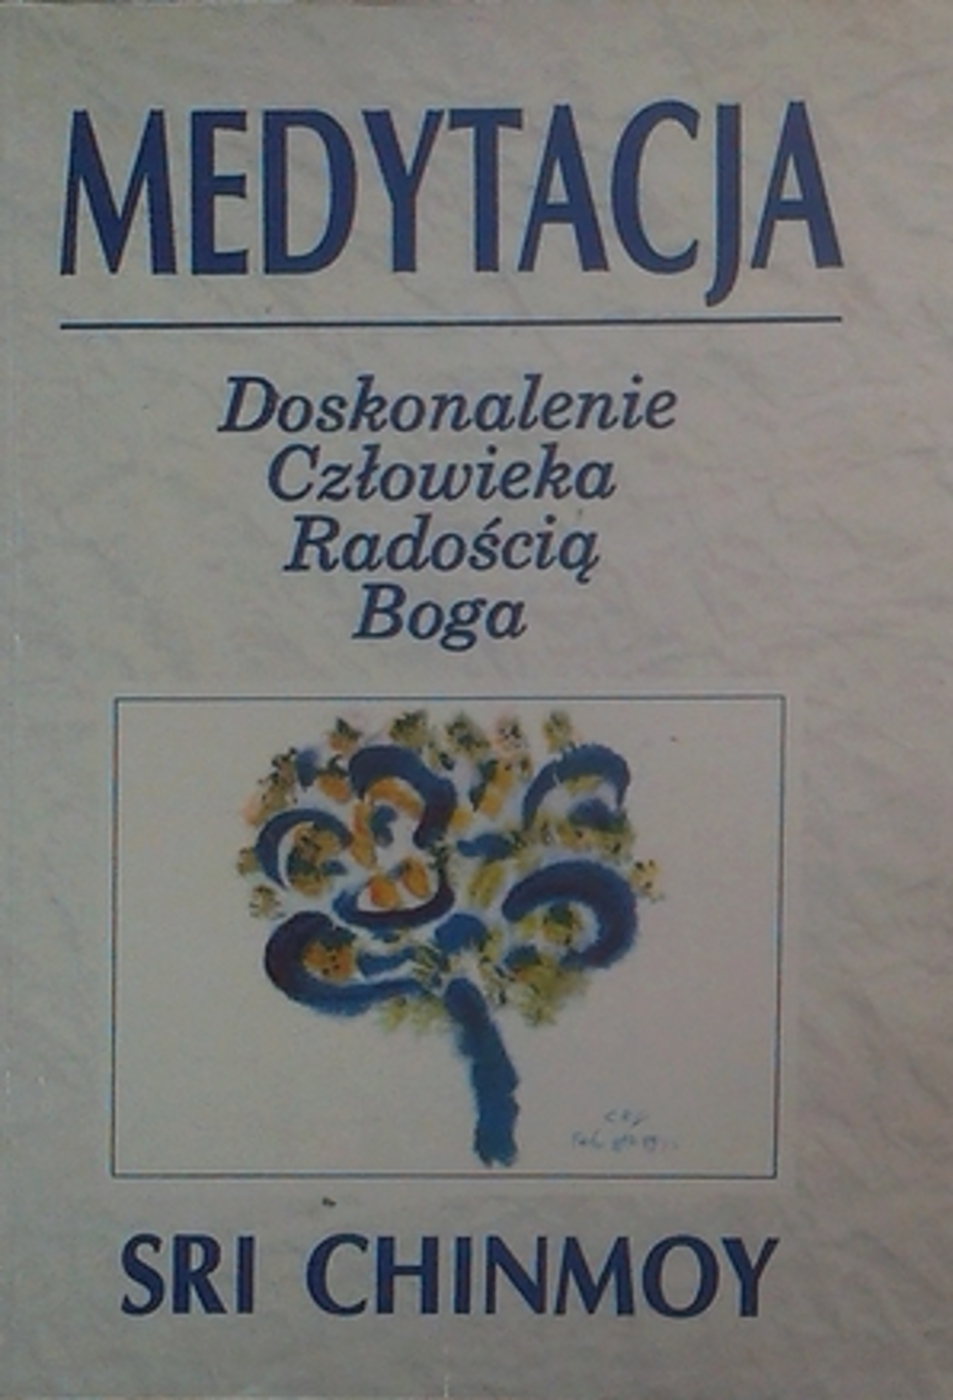 MEDYTACJA
Doskonalenie
Człowieka
Radością
Boga
SRI CHINMOY